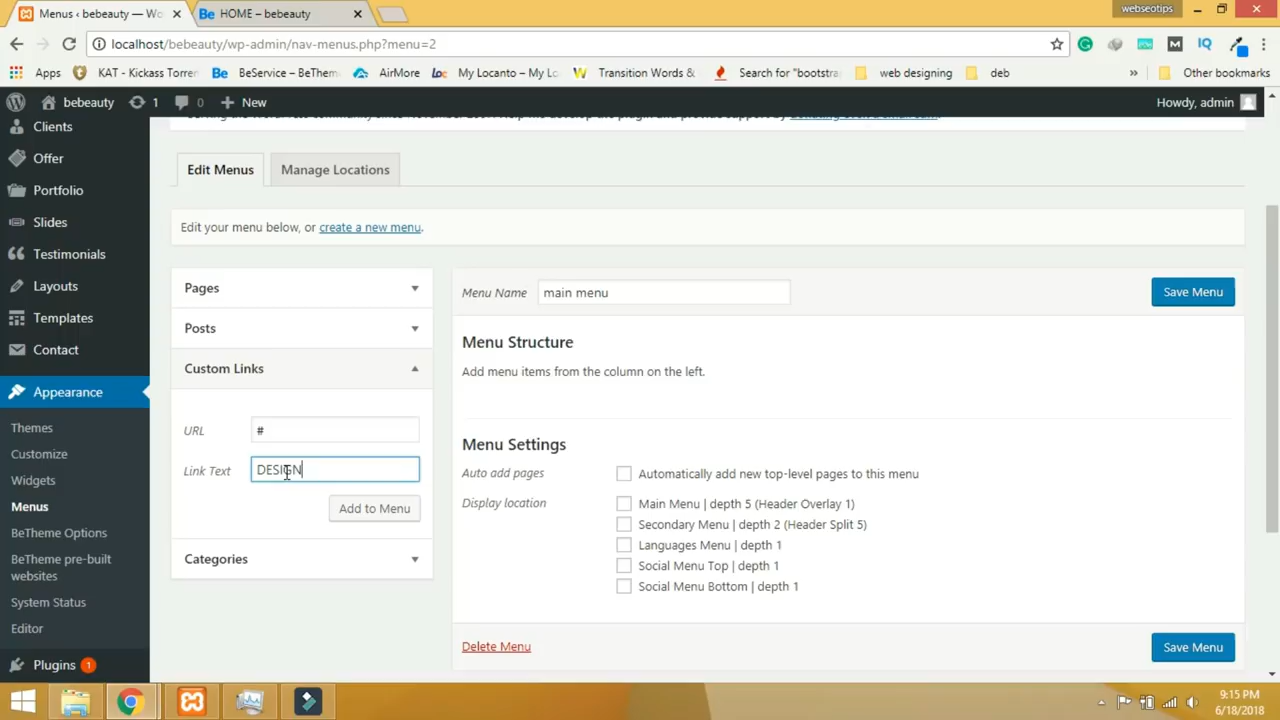 Menus ‹ bebeauty — Wo
HOME – bebeauty
webseotips
localhost/bebeauty/wp-admin/nav-menus.php?menu=2
Apps
KAT - Kickass Torren
BeService – BeThem
AirMore
My Locanto – My Lo
Transition Words &
Search for "bootstra
web designing
deb
Other bookmarks
bebeauty
1
0
New
Howdy, admin
Clients
Offer
Portfolio
Slides
Testimonials
Layouts
Templates
Contact
Appearance
Themes
Customize
Widgets
Menus
BeTheme Options
BeTheme pre-built
websites
System Status
Editor
Plugins 1
Edit Menus
Manage Locations
Edit your menu below, or create a new menu.
Pages
Posts
Custom Links
URL
#
Link Text
DESIGN
Add to Menu
Categories
Menu Name
main menu
Save Menu
Menu Structure
Add menu items from the column on the left.
Menu Settings
Auto add pages
Automatically add new top-level pages to this menu
Display location
Main Menu | depth 5 (Header Overlay 1)
Secondary Menu | depth 2 (Header Split 5)
Languages Menu | depth 1
Social Menu Top | depth 1
Social Menu Bottom | depth 1
Delete Menu
Save Menu
9:15 PM
6/18/2018